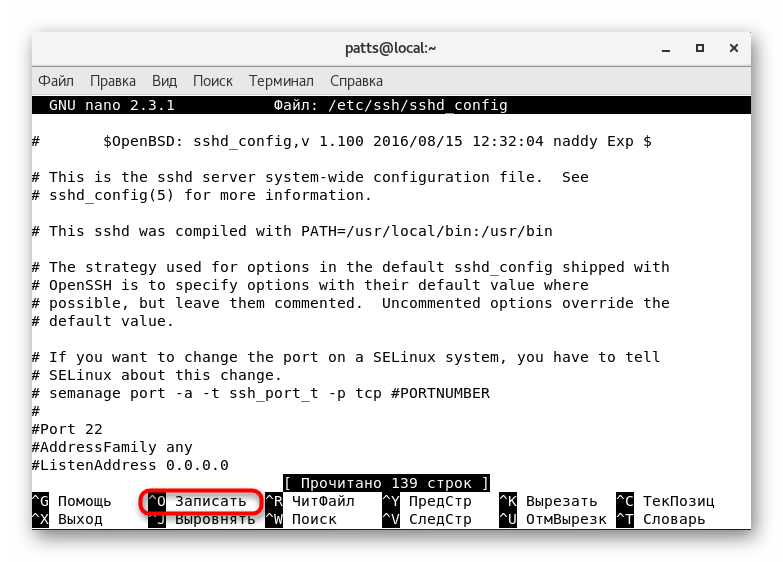 patts@local:~
Файл Правка Вид Поиск Терминал Справка
GNU nano 2.3.1 Файл: /etc/ssh/sshd_config
# $OpenBSD: sshd_config,v 1.100 2016/08/15 12:32:04 naddy Exp $
# This is the sshd server system-wide configuration file. See
# sshd_config(5) for more information.
# This sshd was compiled with PATH=/usr/local/bin:/usr/bin
# The strategy used for options in the default sshd_config shipped with
# OpenSSH is to specify options with their default value where
# possible, but leave them commented. Uncommented options override the
# default value.
# If you want to change the port on a SELinux system, you have to tell
# SELinux about this change.
# semanage port -a -t ssh_port_t -p tcp #PORTNUMBER
#
#Port 22
#AddressFamily any
#ListenAddress 0.0.0.0
[ Прочитано 139 строк ]
^G Помощь ^O Записать ^R ЧитФайл ^Y ПредСтр ^K Вырезать ^C ТекПозиц
^X Выход ^J Выровнять ^W Поиск ^V СледСтр ^U ОтмВырезк ^T Словарь